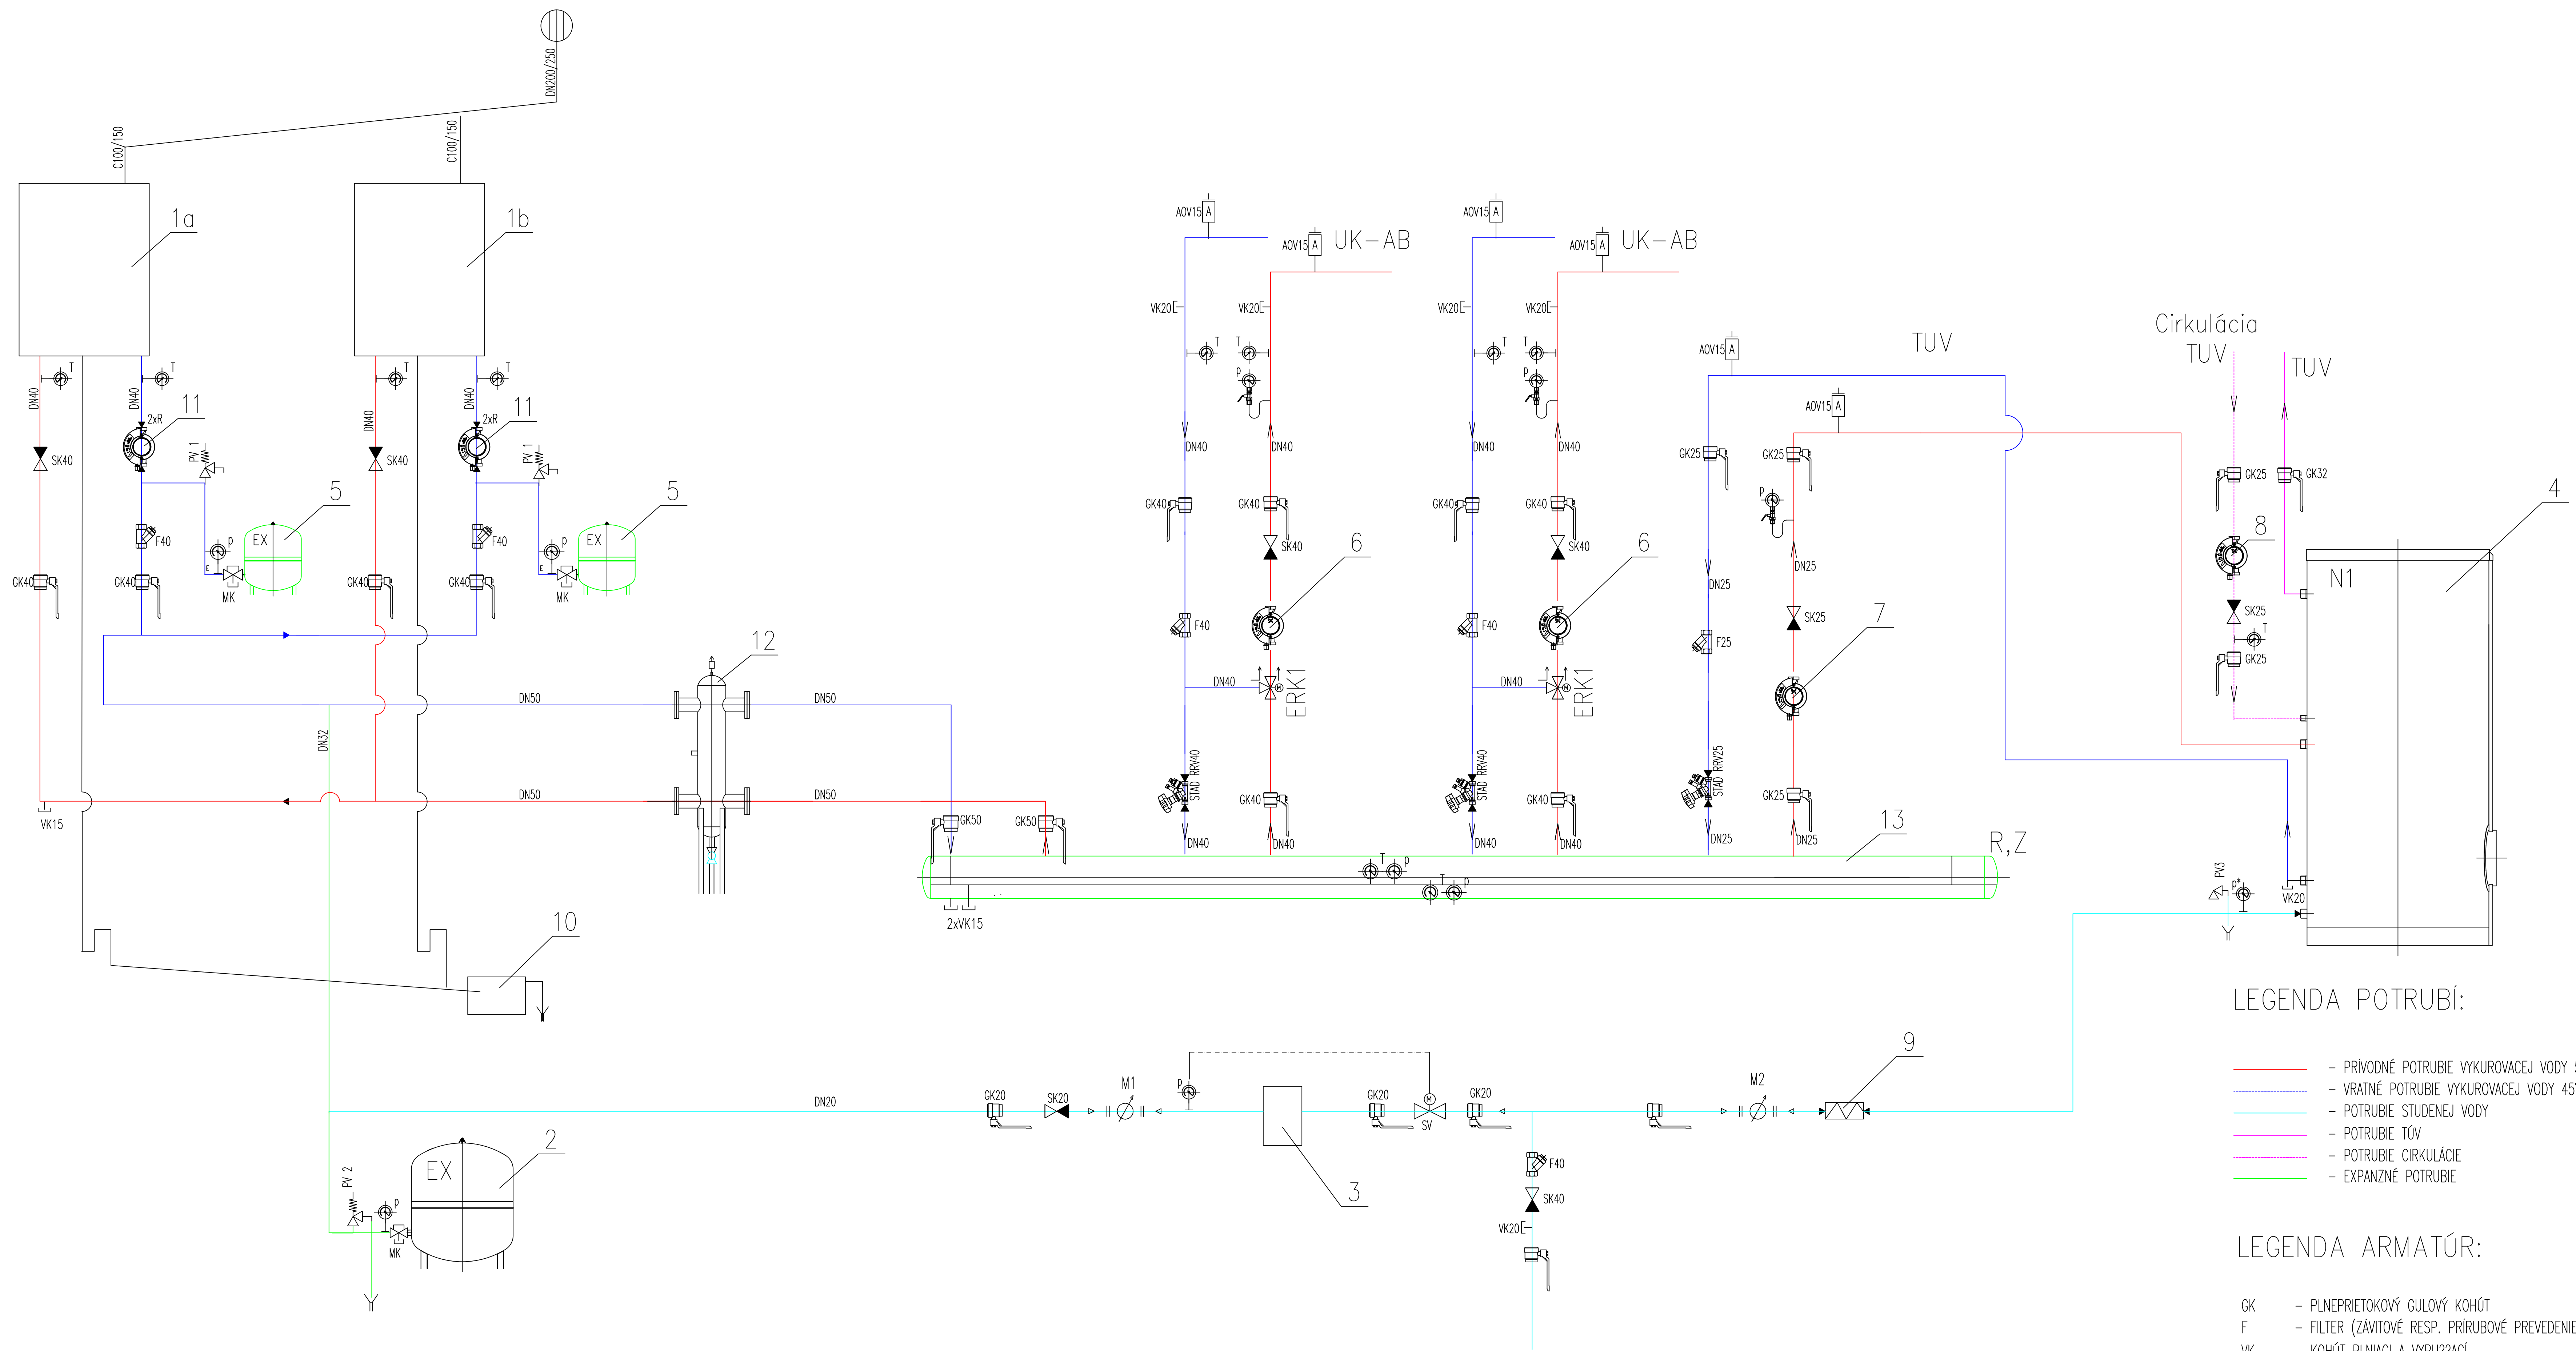 DN200/250
C100/150
C100/150
1a
1b
T
T
T
T
DN40
DN40
DN40
DN40
2xR
11
2xR
11
SK40
PV 1
SK40
PV 1
5
5
F40
p
EX
F40
p
EX
E
E
GK40
GK40
MK
GK40
GK40
MK
12
DN50
DN50
DN32
DN50
DN50
VK15
10
AOV15 A
AOV15 A
UK-AB
AOV15 A
AOV15 A
UK-AB
VK20
VK20
VK20
VK20
T
T
T
T
p
p
DN40
DN40
DN40
DN40
GK40
GK40
GK40
GK40
SK40
SK40
6
6
F40
F40
DN40
M
DN40
M
ERK1
ERK1
STAD RRV40
STAD RRV40
GK40
GK40
DN40
DN40
DN40
DN40
AOV15 A
TUV
AOV15 A
GK25
GK25
p
DN25
DN25
F25
SK25
7
STAD RRV25
GK25
DN25
DN25
GK50
GK50
13
R,Z
T
p
T
p
2xVK15
Cirkulácia
TUV
TUV
GK25
GK32
4
8
N1
SK25
T
GK25
PV3
p*
VK20
DN20
GK20
SK20
M1
p
3
GK20
M
SV
GK20
M2
9
F40
SK40
VK20
PV 2
p
MK
EX
2
LEGENDA POTRUBÍ:
- PRÍVODNÉ POTRUBIE VYKUROVACEJ VODY
- VRATNÉ POTRUBIE VYKUROVACEJ VODY 45°
- POTRUBIE STUDENEJ VODY
- POTRUBIE TÚV
- POTRUBIE CIRKULÁCIE
- EXPANZNÉ POTRUBIE
LEGENDA ARMATÚR:
GK - PLNEPRIETOKOVÝ GULOVÝ KOHÚT
F - FILTER (ZÁVITOVÉ RESP. PRÍRUBOVÉ PREVEDENIE
VK KOHÚT PLNIACI A VYPU??ACÍ